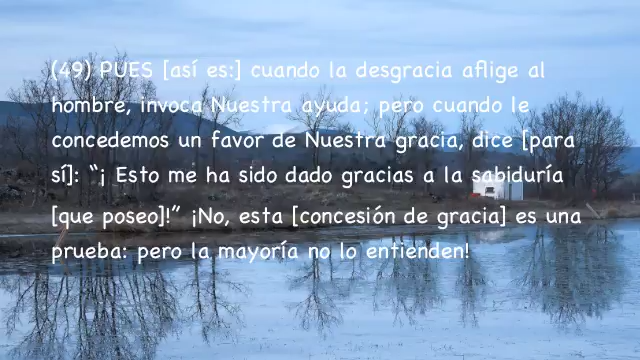 (49) PUES [así es:] cuando la desgracia aflige al
hombre, invoca Nuestra ayuda; pero cuando le
concedemos un favor de Nuestra gracia, dice [para
sí]: “¡ Esto me ha sido dado gracias a la sabiduría
[que poseo]!” ¡No, esta [concesión de gracia] es una
prueba: pero la mayoría no lo entienden!